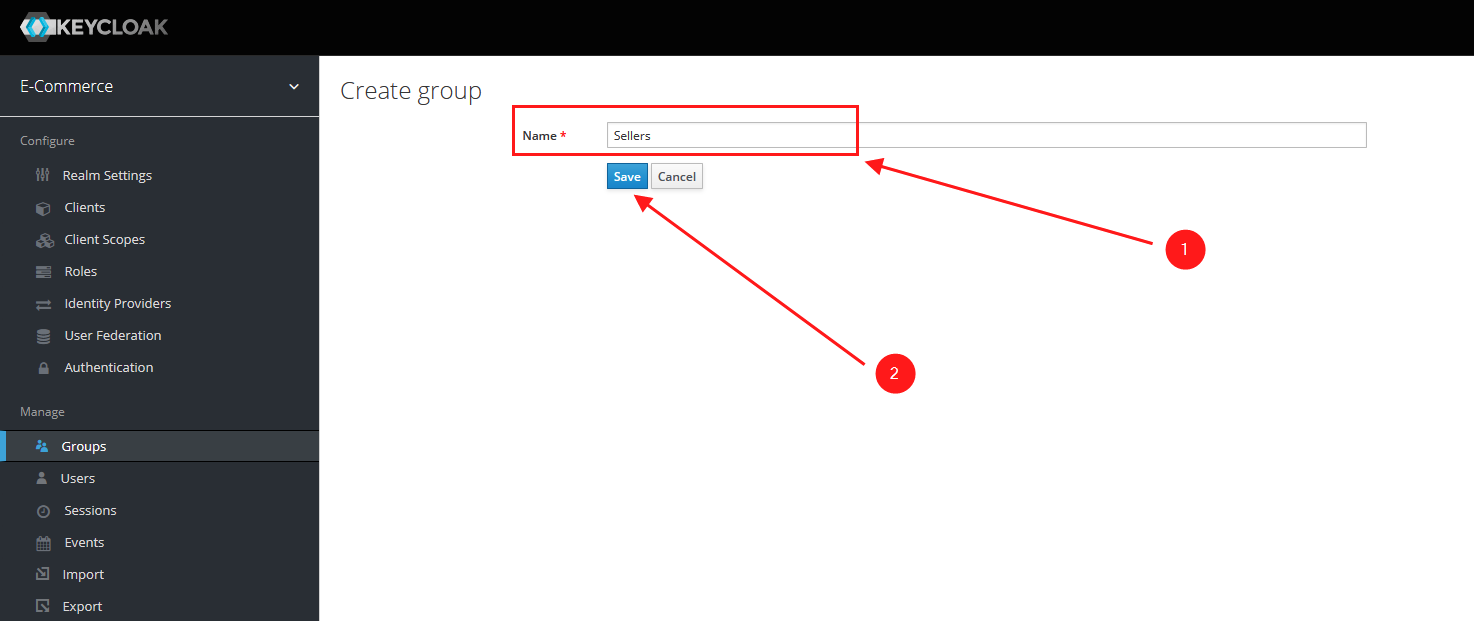 KEYCLOAK
E-Commerce
Configure
Realm Settings
Clients
Client Scopes
Roles
Identity Providers
User Federation
Authentication
Manage
Groups
Users
Sessions
Events
Import
Export
Create group
Name *
Sellers
Save
Cancel
1
2